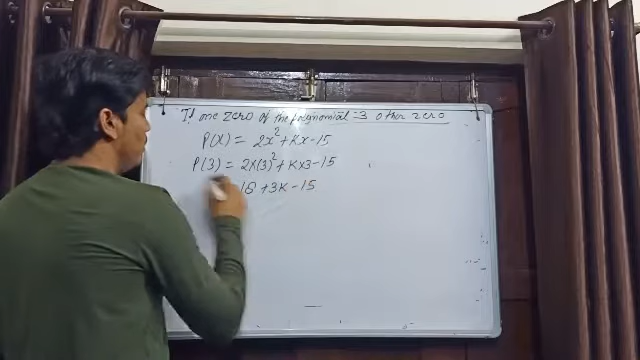 If one zero of the polynomial = 3 other zero
P(x) = 2x² + Kx - 15
P(3) = 2×(3)² + K×3 - 15
18 + 3K - 15